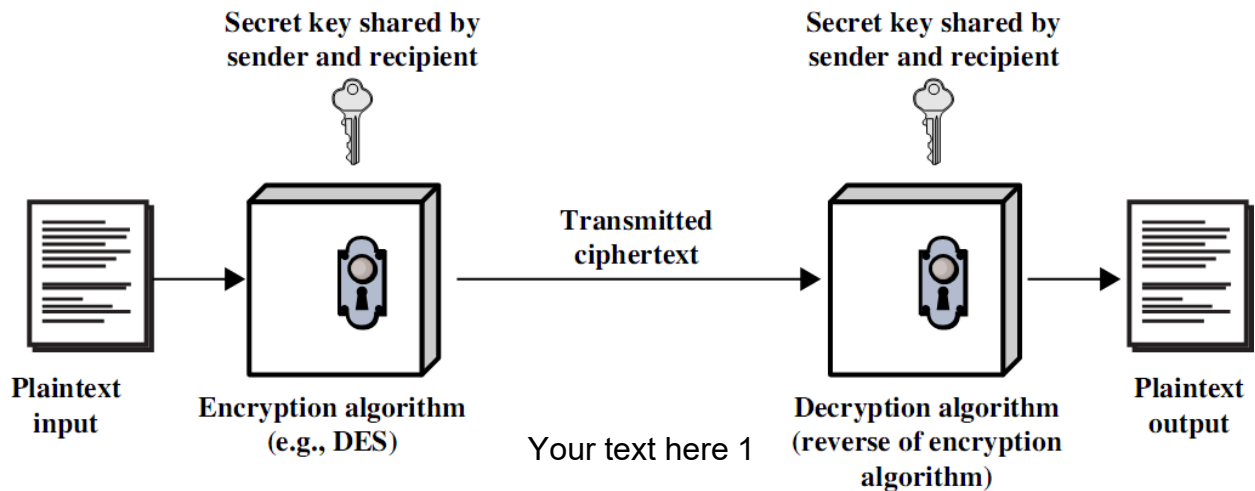 Secret key shared by
sender and recipient
Secret key shared by
sender and recipient
Transmitted
ciphertext
Plaintext
input
Encryption algorithm
(e.g., DES)
Your text here 1
Decryption algorithm
(reverse of encryption
algorithm)
Plaintext
output